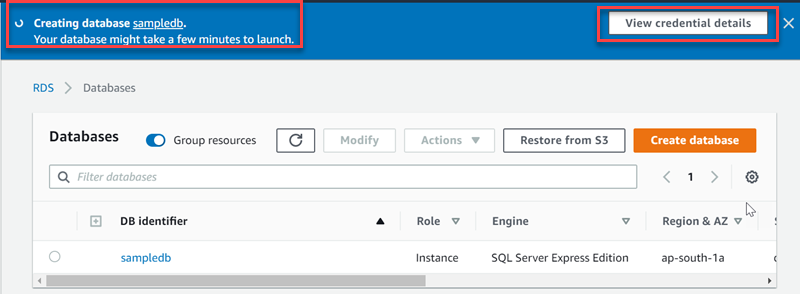 Creating database sampledb.
Your database might take a few minutes to launch.
View credential details
RDS > Databases
Databases
Group resources
Modify
Actions
Restore from S3
Create database
Filter databases
1
DB identifier
Role
Engine
Region & AZ
S
sampledb
Instance
SQL Server Express Edition
ap-south-1a